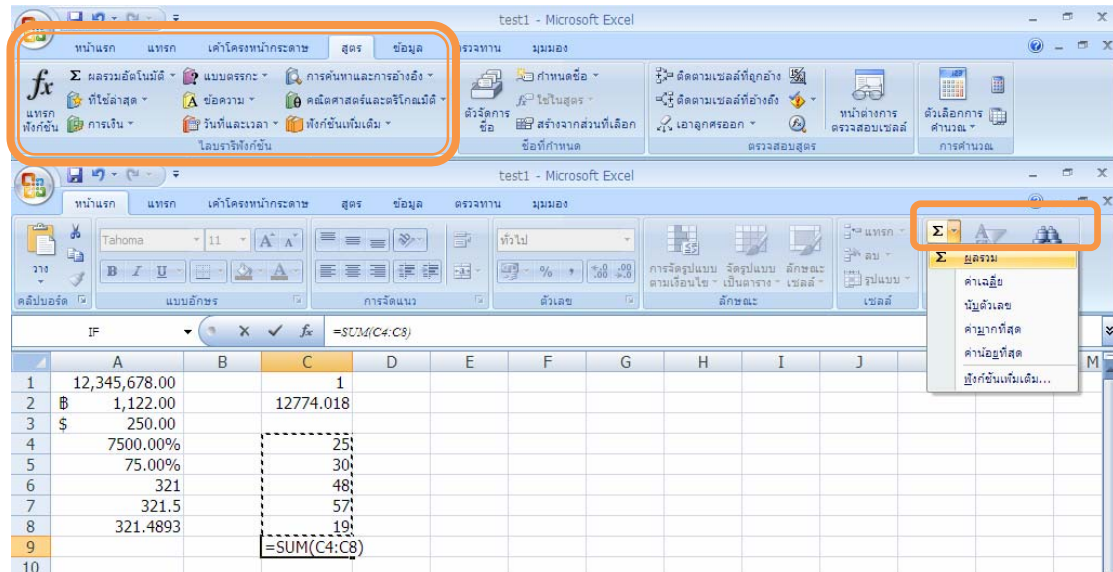 test1 - Microsoft Excel
หน้าแรก แทรก เค้าโครงหน้ากระดาษ สูตร ข้อมูล ตรวจทาน มุมมอง
fx แทรกฟังก์ชัน
Σ ผลรวมอัตโนมัติ แบบตรรกะ การค้นหาและการอ้างอิง
ที่ใช้ล่าสุด ข้อความ คณิตศาสตร์และตรีโกณมิติ
การเงิน วันที่และเวลา ฟังก์ชันเพิ่มเติม
ไลบรารีฟังก์ชัน
ตัวจัดการชื่อ
กำหนดชื่อ
ใช้ในสูตร
สร้างจากส่วนที่เลือก
ชื่อที่กำหนด
ติดตามเซลล์ที่ถูกอ้าง
ติดตามเซลล์ที่อ้างถึง
เอาลูกศรออก
หน้าต่างการตรวจสอบเซลล์
ตรวจสอบสูตร
ตัวเลือกการคำนวณ
การคำนวณ
test1 - Microsoft Excel
หน้าแรก แทรก เค้าโครงหน้ากระดาษ สูตร ข้อมูล ตรวจทาน มุมมอง
วาง
คลิปบอร์ด
Tahoma 11 A A
B I U A
แบบอักษร
การจัดแนว
ทั่วไป
% ,
ตัวเลข
การจัดรูปแบบตามเงื่อนไข จัดรูปแบบเป็นตาราง ลักษณะเซลล์
ลักษณะ
แทรก
ลบ
รูปแบบ
เซลล์
Σ
Σ ผลรวม
ค่าเฉลี่ย
นับตัวเลข
ค่ามากที่สุด
ค่าน้อยที่สุด
ฟังก์ชันเพิ่มเติม...
IF fx =SUM(C4:C8)
A B C D E F G H I J M
1 12,345,678.00 1
2 ฿ 1,122.00 12774.018
3 $ 250.00
4 7500.00% 25
5 75.00% 30
6 321 48
7 321.5 57
8 321.4893 19
9 =SUM(C4:C8)
10